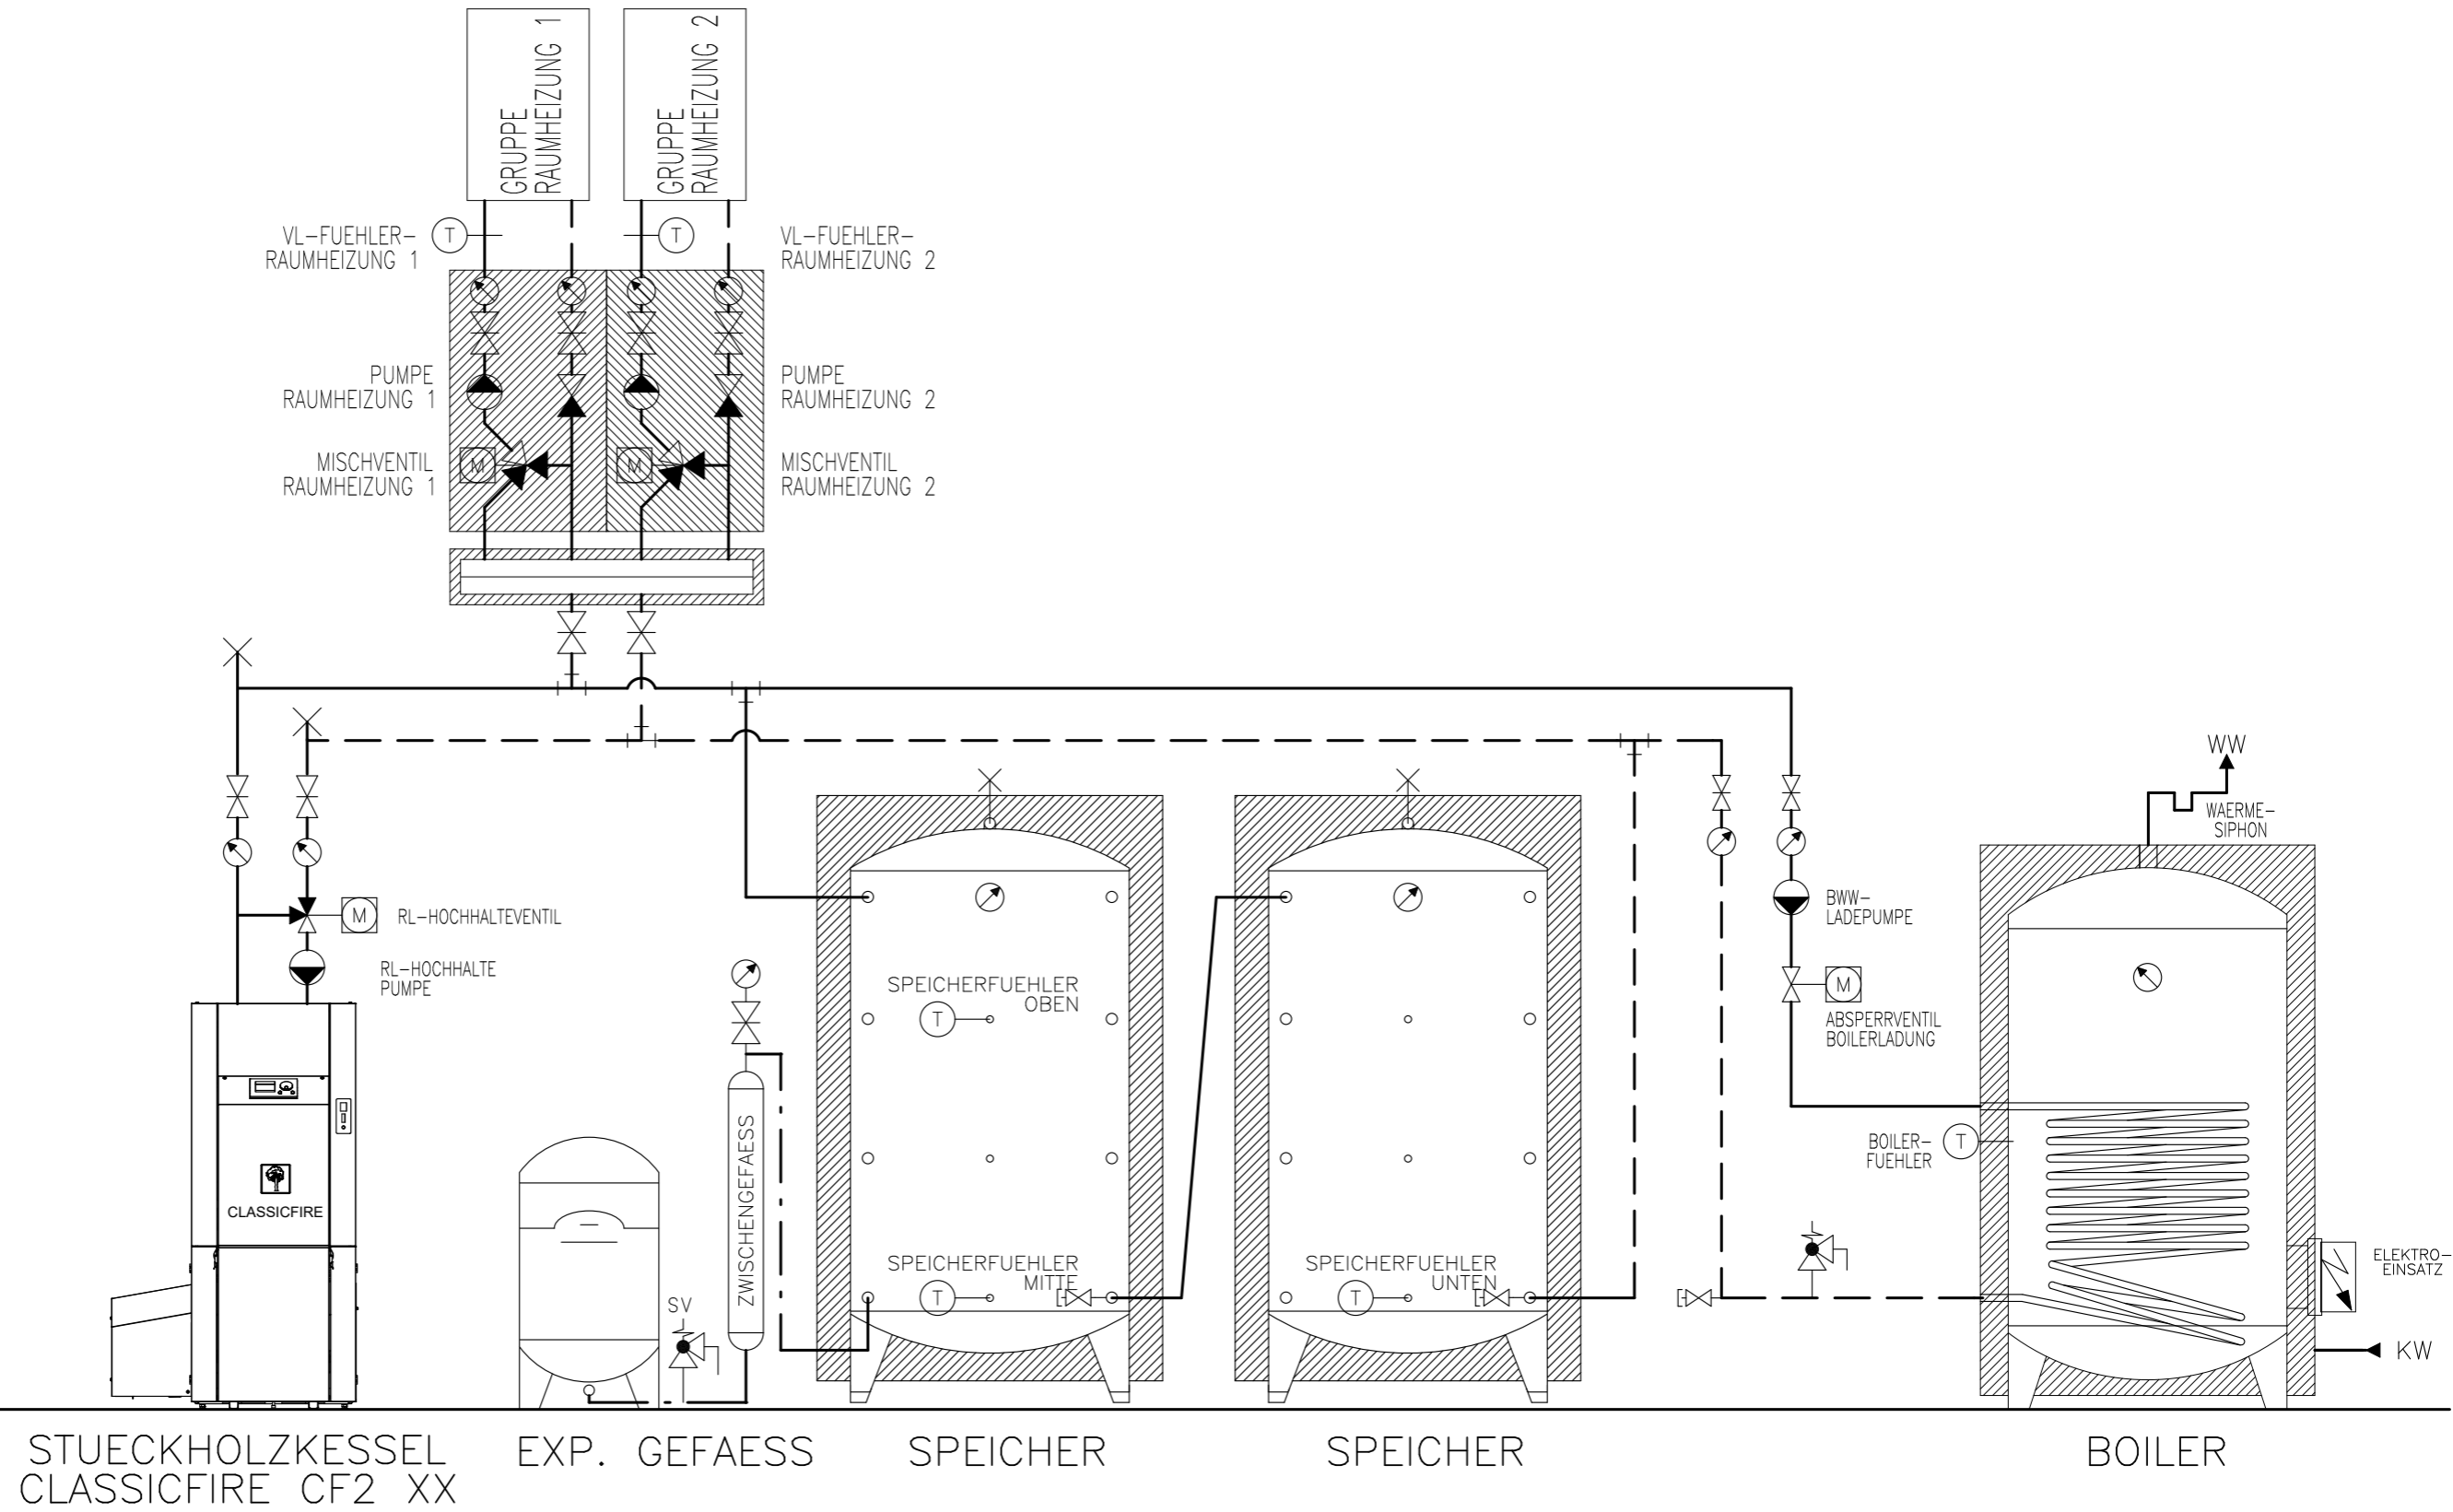 GRUPPE
RAUMHEIZUNG 1
GRUPPE
RAUMHEIZUNG 2
VL-FUEHLER-
RAUMHEIZUNG 1
T
T
VL-FUEHLER-
RAUMHEIZUNG 2
PUMPE
RAUMHEIZUNG 1
PUMPE
RAUMHEIZUNG 2
MISCHVENTIL
RAUMHEIZUNG 1
M
M
MISCHVENTIL
RAUMHEIZUNG 2
WW
WAERME-
SIPHON
M
RL-HOCHHALTEVENTIL
RL-HOCHHALTE
PUMPE
BWW-
LADEPUMPE
SPEICHERFUEHLER
OBEN
T
M
ABSPERRVENTIL
BOILERLADUNG
BOILER-
FUEHLER
T
CLASSICFIRE
ZWISCHENGEFAESS
SPEICHERFUEHLER
MITTE
T
SPEICHERFUEHLER
UNTEN
T
ELEKTRO-
EINSATZ
SV
KW
STUECKHOLZKESSEL
CLASSICFIRE CF2 XX
EXP. GEFAESS
SPEICHER
SPEICHER
BOILER